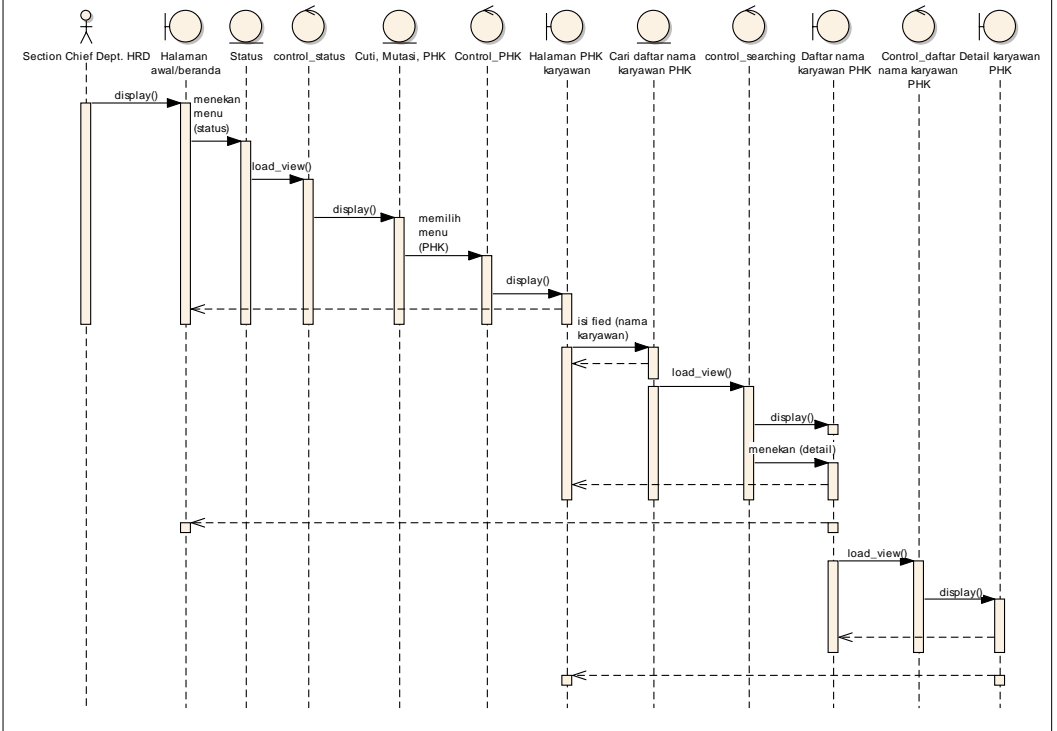 Section Chief Dept. HRD
Halaman
awal/beranda
Status
control_status
Cuti, Mutasi, PHK
Control_PHK
Halaman PHK
karyawan
Cari daftar nama
karyawan PHK
control_searching
Daftar nama
karyawan PHK
Control_daftar
nama karyawan
PHK
Detail karyawan
PHK
display()
menekan
menu
(status)
load_view()
display()
memilih
menu
(PHK)
display()
isi fied (nama
karyawan)
load_view()
display()
menekan (detail)
load_view()
display()